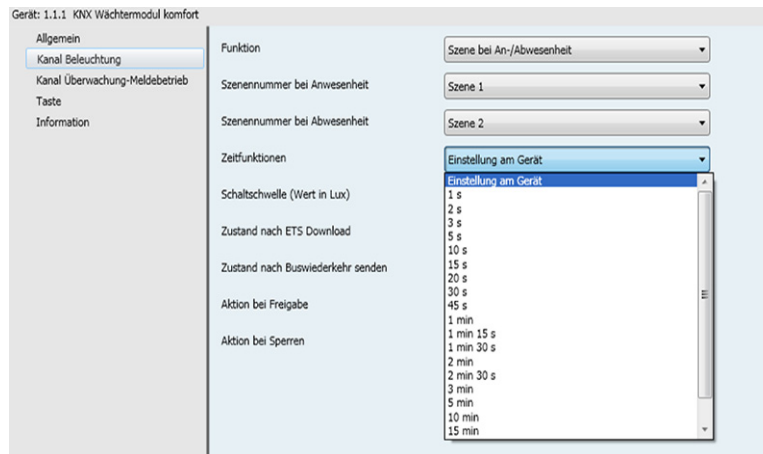 Gerät: 1.1.1 KNX Wächtermodul komfort
Allgemein
Kanal Beleuchtung
Kanal Überwachung-Meldebetrieb
Taste
Information
Funktion
Szene bei An-/Abwesenheit
Szenennummer bei Anwesenheit
Szene 1
Szenennummer bei Abwesenheit
Szene 2
Zeitfunktionen
Einstellung am Gerät
Schaltschwelle (Wert in Lux)
Zustand nach ETS Download
Zustand nach Buswiederkehr senden
Aktion bei Freigabe
Aktion bei Sperren
Einstellung am Gerät
1 s
2 s
3 s
5 s
10 s
15 s
20 s
30 s
45 s
1 min
1 min 15 s
1 min 30 s
2 min
2 min 30 s
3 min
5 min
10 min
15 min